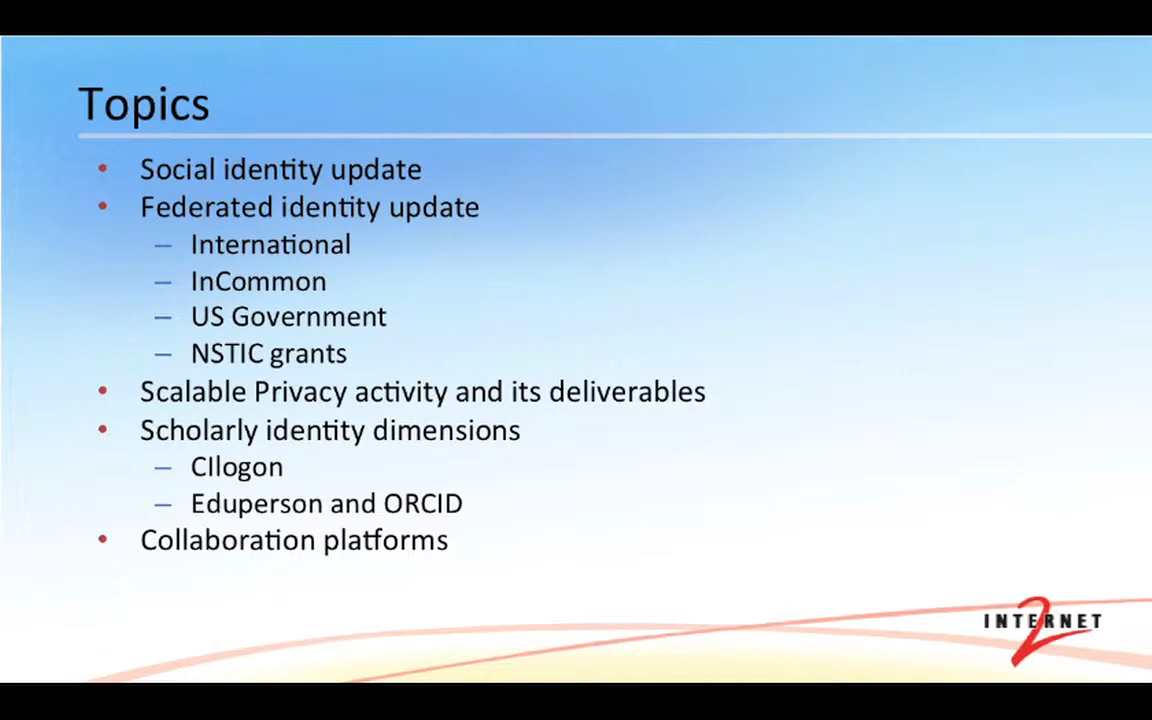 Topics
• Social identity update
• Federated identity update
– International
– InCommon
– US Government
– NSTIC grants
• Scalable Privacy activity and its deliverables
• Scholarly identity dimensions
– CIlogon
– Eduperson and ORCID
• Collaboration platforms
INTERNET
2